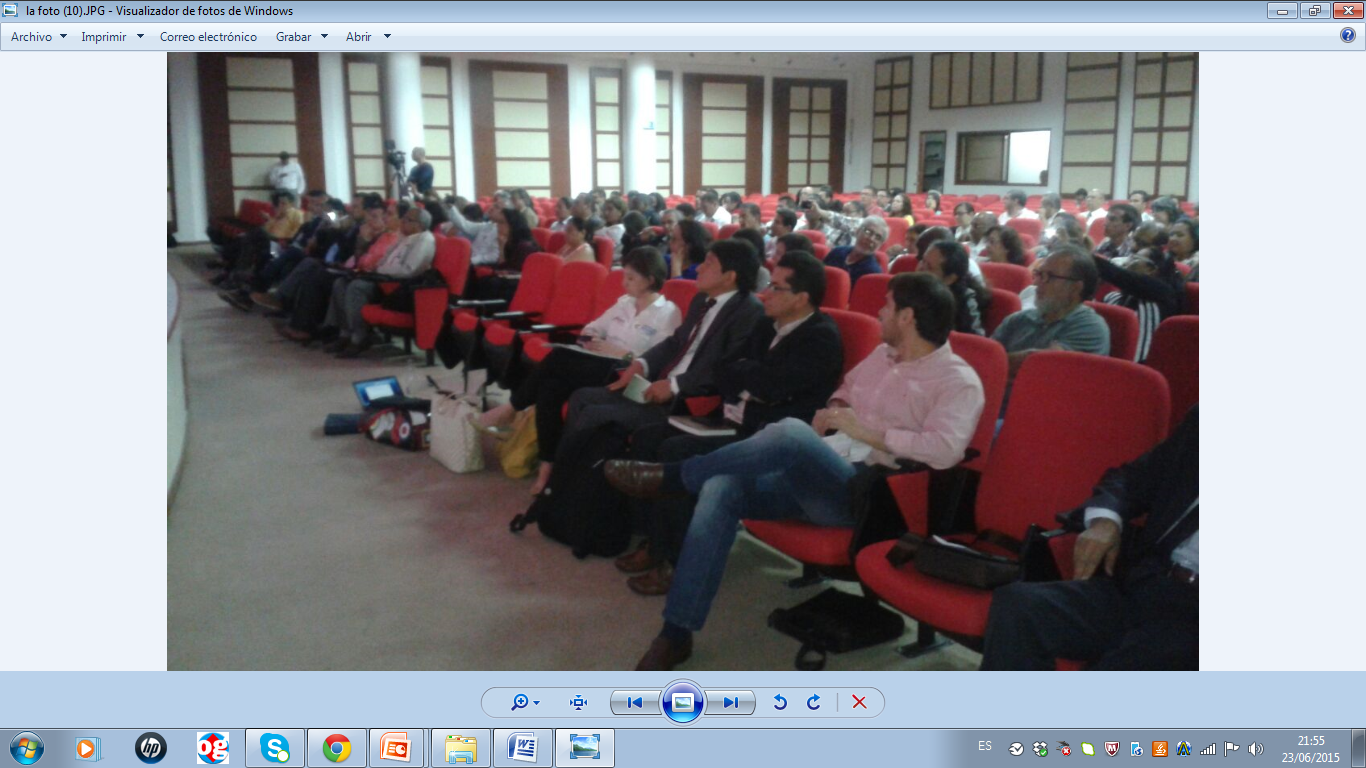 la foto (10).JPG - Visualizador de fotos de Windows
Archivo Imprimir Correo electrónico Grabar Abrir
ES
21:55
23/06/2015